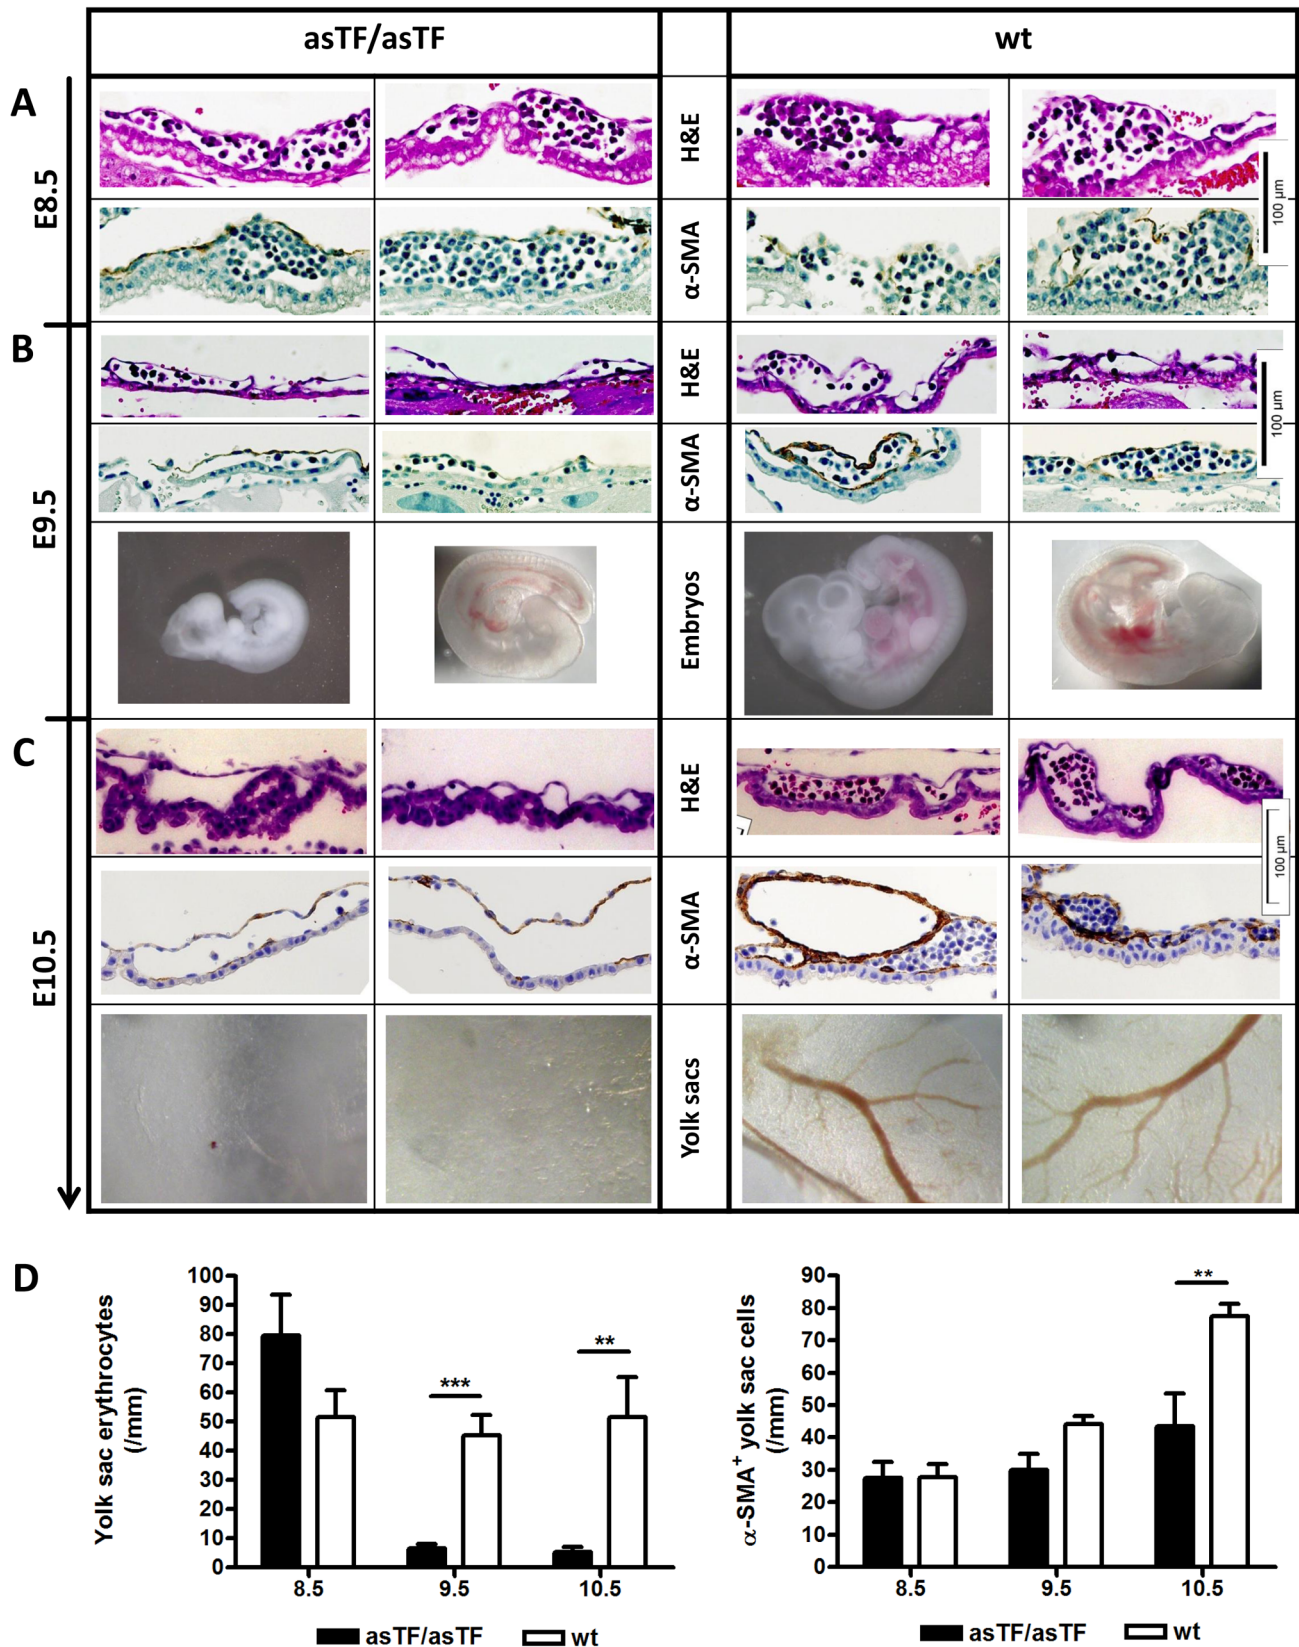 asTF/asTF
wt
A
E8.5
H&E
100 µm
α-SMA
B
E9.5
H&E
100 µm
α-SMA
Embryos
C
E10.5
H&E
100 µm
α-SMA
Yolk sacs
D
Yolk sac erythrocytes
(/mm)
100
90
80
70
60
50
40
30
20
10
0
***
**
8.5
9.5
10.5
asTF/asTF
wt
α-SMA+ yolk sac cells
(/mm)
90
80
70
60
50
40
30
20
10
0
**
8.5
9.5
10.5
asTF/asTF
wt